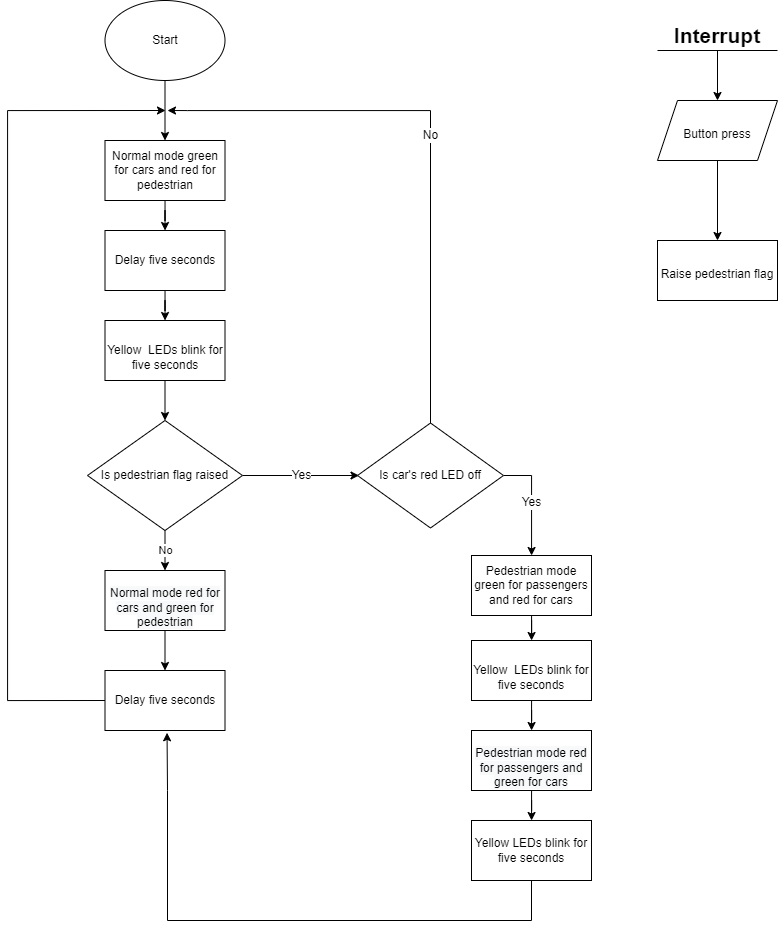 Start
Interrupt
No
Button press
Normal mode green
for cars and red for
pedestrian
Delay five seconds
Raise pedestrian flag
Yellow  LEDs blink for
five seconds
Is pedestrian flag raised
Yes
Is car's red LED off
Yes
No
Normal mode red for
cars and green for
pedestrian
Pedestrian mode
green for passengers
and red for cars
Yellow  LEDs blink for
five seconds
Delay five seconds
Pedestrian mode red
for passengers and
green for cars
Yellow LEDs blink for
five seconds